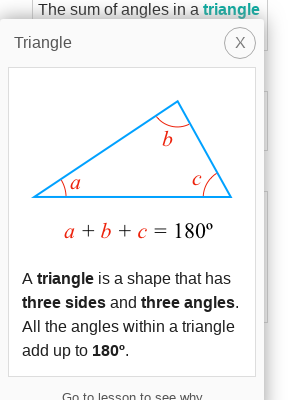 The sum of angles in a triangle
Triangle
X
b
a
c
a + b + c = 180º
A triangle is a shape that has
three sides and three angles.
All the angles within a triangle
add up to 180º.
Go to lesson to see why